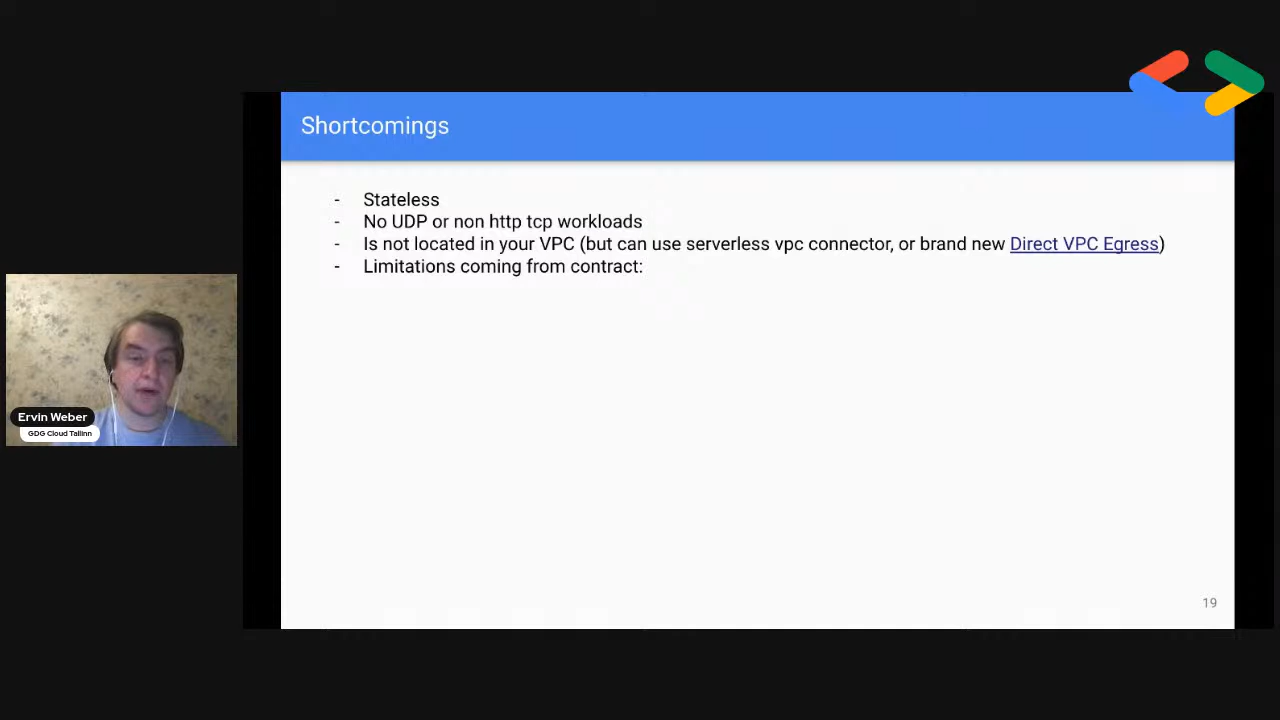 Shortcomings
- Stateless
- No UDP or non http tcp workloads
- Is not located in your VPC (but can use serverless vpc connector, or brand new Direct VPC Egress)
- Limitations coming from contract:
Ervin Weber
GDG Cloud Tallinn
19